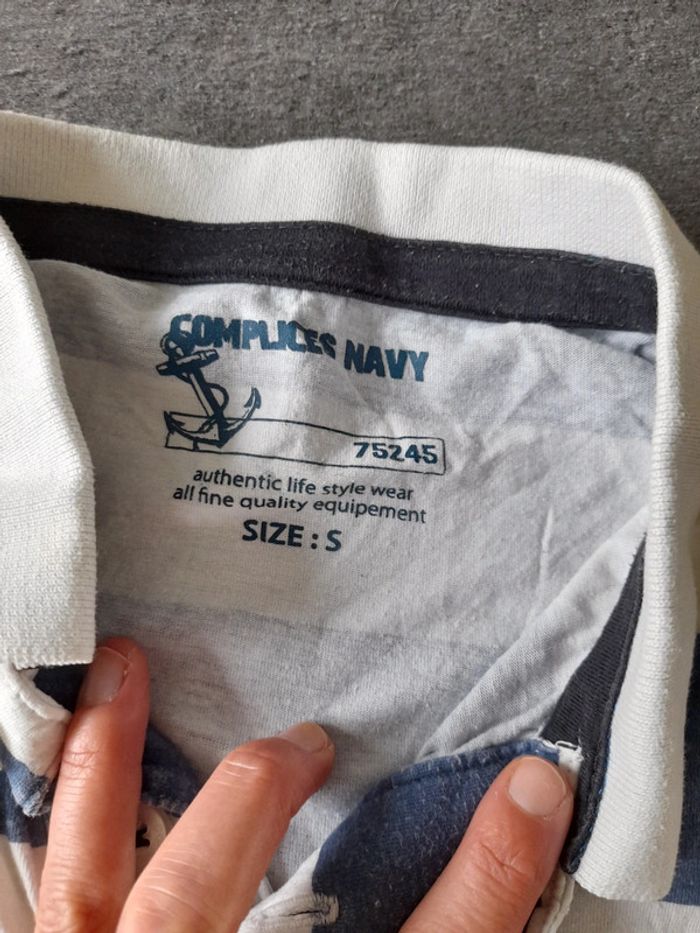 COMPLICES NAVY
75245
authentic life style wear
all fine quality equipement
SIZE : S